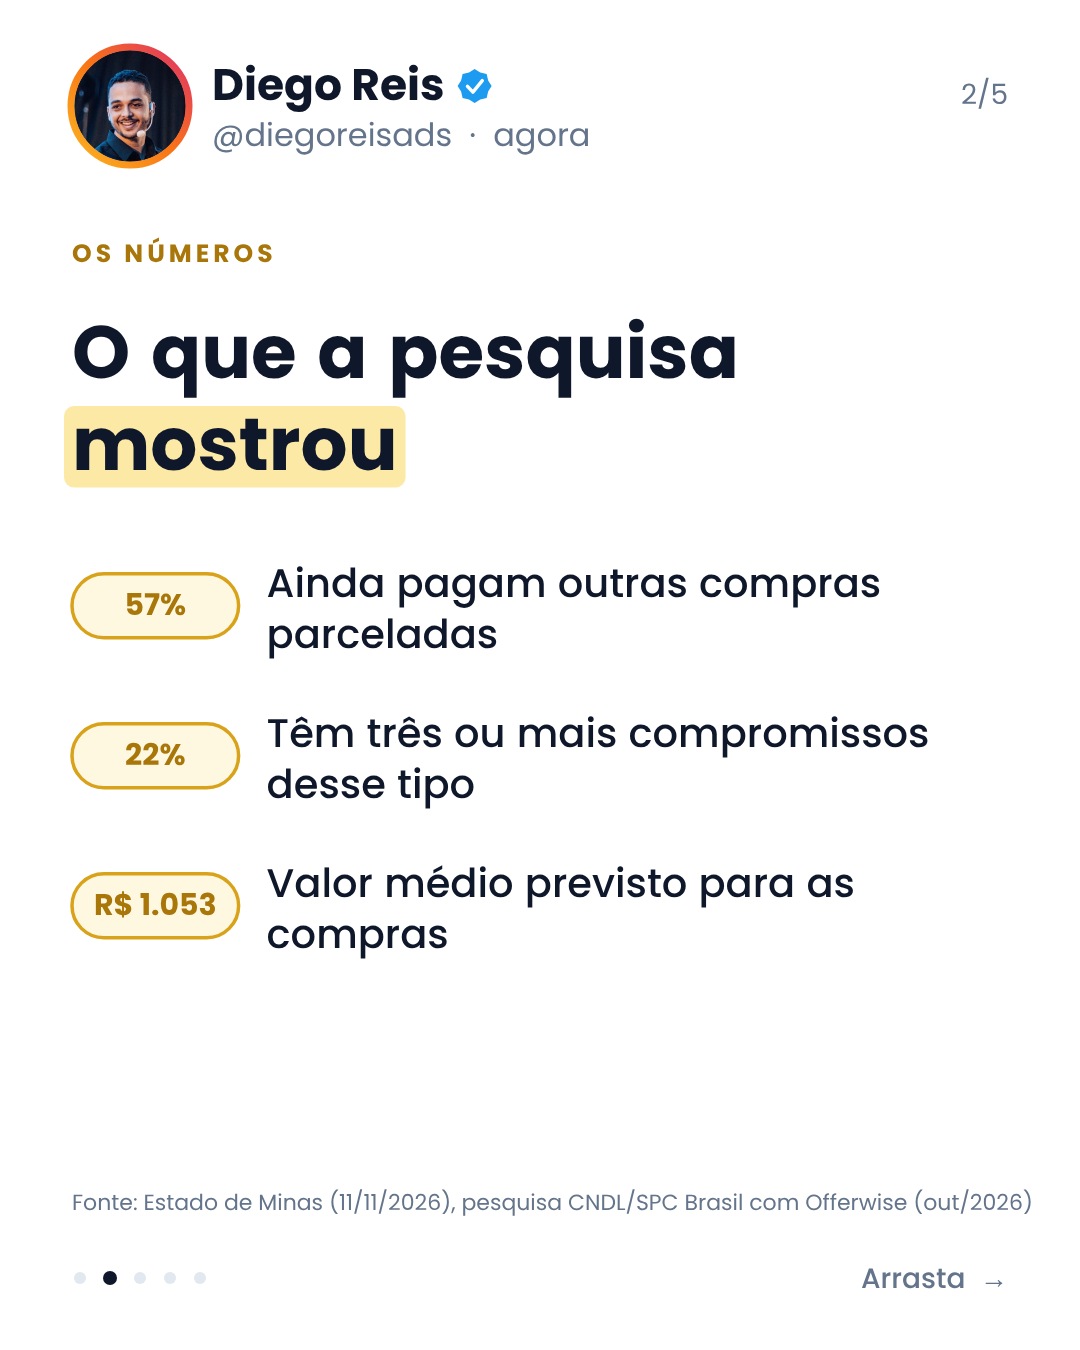 Diego Reis
2/5
@diegoreisads · agora
OS NÚMEROS
O que a pesquisa
mostrou
57%
Ainda pagam outras compras
parceladas
22%
Têm três ou mais compromissos
desse tipo
R$ 1.053
Valor médio previsto para as
compras
Fonte: Estado de Minas (11/11/2026), pesquisa CNDL/SPC Brasil com Offerwise (out/2026)
Arrasta →